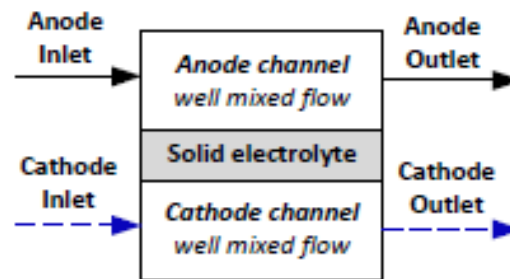 Anode
Inlet
Anode channel
well mixed flow
Anode
Outlet
Solid electrolyte
Cathode
Inlet
Cathode channel
well mixed flow
Cathode
Outlet